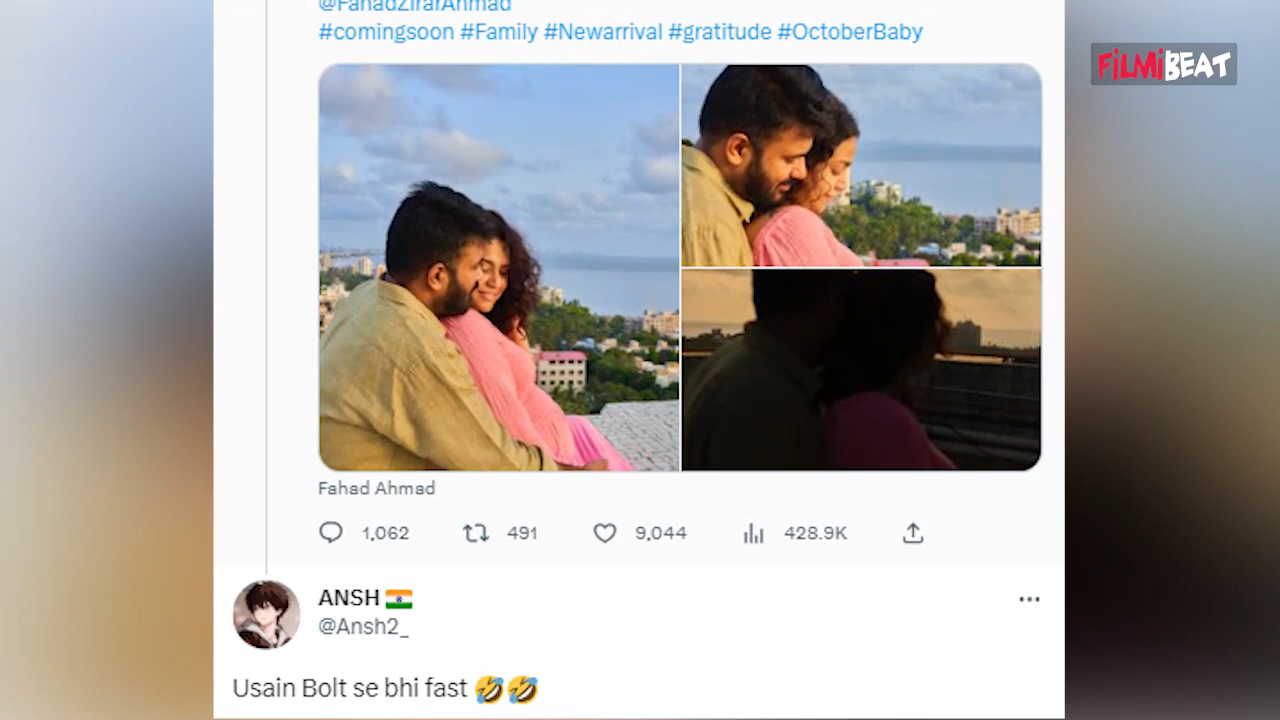 @FahadZirarAhmad
#comingsoon #Family #Newarrival #gratitude #OctoberBaby
FILMIBEAT
Fahad Ahmad
1,062 491 9,044 428.9K
ANSH
@Ansh2_
Usain Bolt se bhi fast